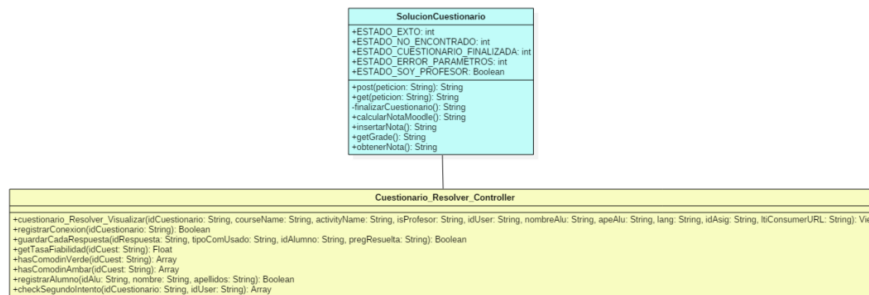 SolucionCuestionario
+ESTADO_EXTO: int
+ESTADO_NO_ENCONTRADO: int
+ESTADO_CUESTIONARIO_FINALIZADA: int
+ESTADO_ERROR_PARAMETROS: int
+ESTADO_SOY_PROFESOR: Boolean
+post(peticion: String): String
+get(peticion: String): String
-finalizarCuestionario(): String
+calcularNotaMoodle(): String
+insertarNota(): String
+getGrade(): String
+obtenerNota(): String
Cuestionario_Resolver_Controller
+cuestionario_Resolver_Visualizar(idCuestionario: String, courseName: String, activityName: String, isProfesor: String, idUser: String, nombreAlu: String, apeAlu: String, lang: String, idAsig: String, ltiConsumerURL: String): Vie
+registrarConexion(idCuestionario: String): Boolean
+guardarCadaRespuesta(idRespuesta: String, tipoComUsado: String, idAlumno: String, pregResuelta: String): Boolean
+getTasaFiabilidad(idCuest: String): Float
+hasComodinVerde(idCuest: String): Array
+hasComodinAmbar(idCuest: String): Array
+registrarAlumno(idAlu: String, nombre: String, apellidos: String): Boolean
+checkSegundoIntento(idCuestionario: String, idUser: String): Array